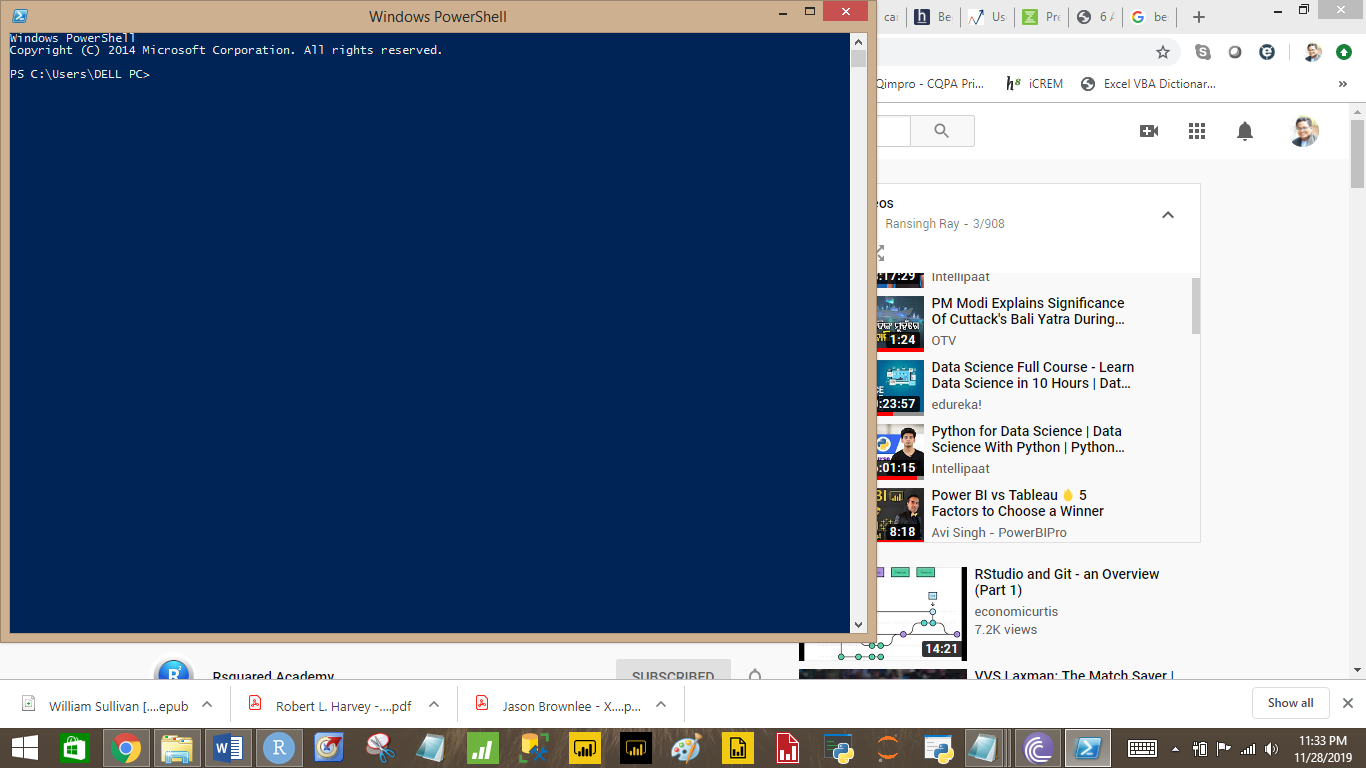 Windows PowerShell
Windows PowerShell
Copyright (C) 2014 Microsoft Corporation. All rights reserved.
PS C:\Users\DELL PC>
car
Be
Us
Pre
6 A
be
Qimpro - CQPA Pri...
iCREM
Excel VBA Dictionar...
»
eos
Ransingh Ray - 3/908
:17:29
Intellipaat
PM Modi Explains Significance
Of Cuttack's Bali Yatra During...
1:24
OTV
Data Science Full Course - Learn
Data Science in 10 Hours | Dat...
:23:57
edureka!
Python for Data Science | Data
Science With Python | Python...
:01:15
Intellipaat
Power BI vs Tableau 5
Factors to Choose a Winner
8:18
Avi Singh - PowerBIPro
RStudio and Git - an Overview
(Part 1)
economicurtis
7.2K views
14:21
Rsquared Academy
SUBSCRIBED
VVS Laxman: The Match Saver |
William Sullivan [....epub
Robert L. Harvey -....pdf
Jason Brownlee - X....p...
Show all
11:33 PM
11/28/2019